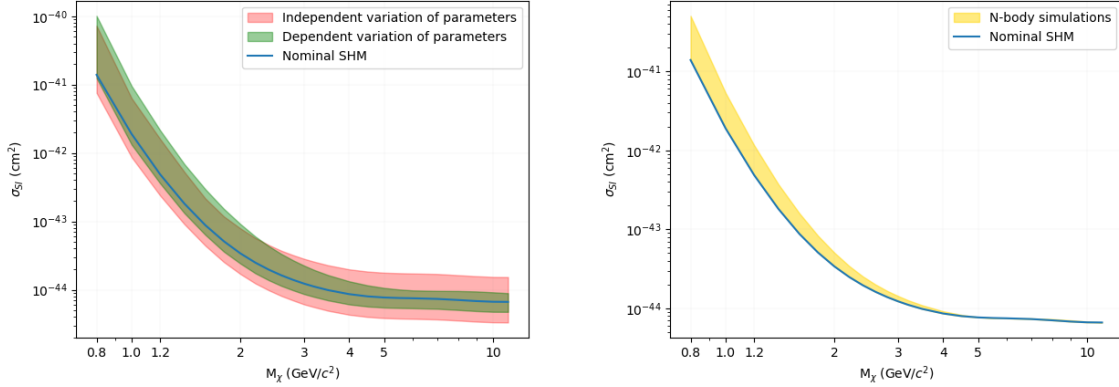 10⁻⁴⁰
10⁻⁴¹
10⁻⁴²
10⁻⁴³
10⁻⁴⁴
σ_SI (cm²)
Independent variation of parameters
Dependent variation of parameters
Nominal SHM
0.8 1.0 1.2 2 3 4 5 10
M_χ (GeV/c²)
10⁻⁴¹
10⁻⁴²
10⁻⁴³
10⁻⁴⁴
σ_SI (cm²)
N-body simulations
Nominal SHM
0.8 1.0 1.2 2 3 4 5 10
M_χ (GeV/c²)